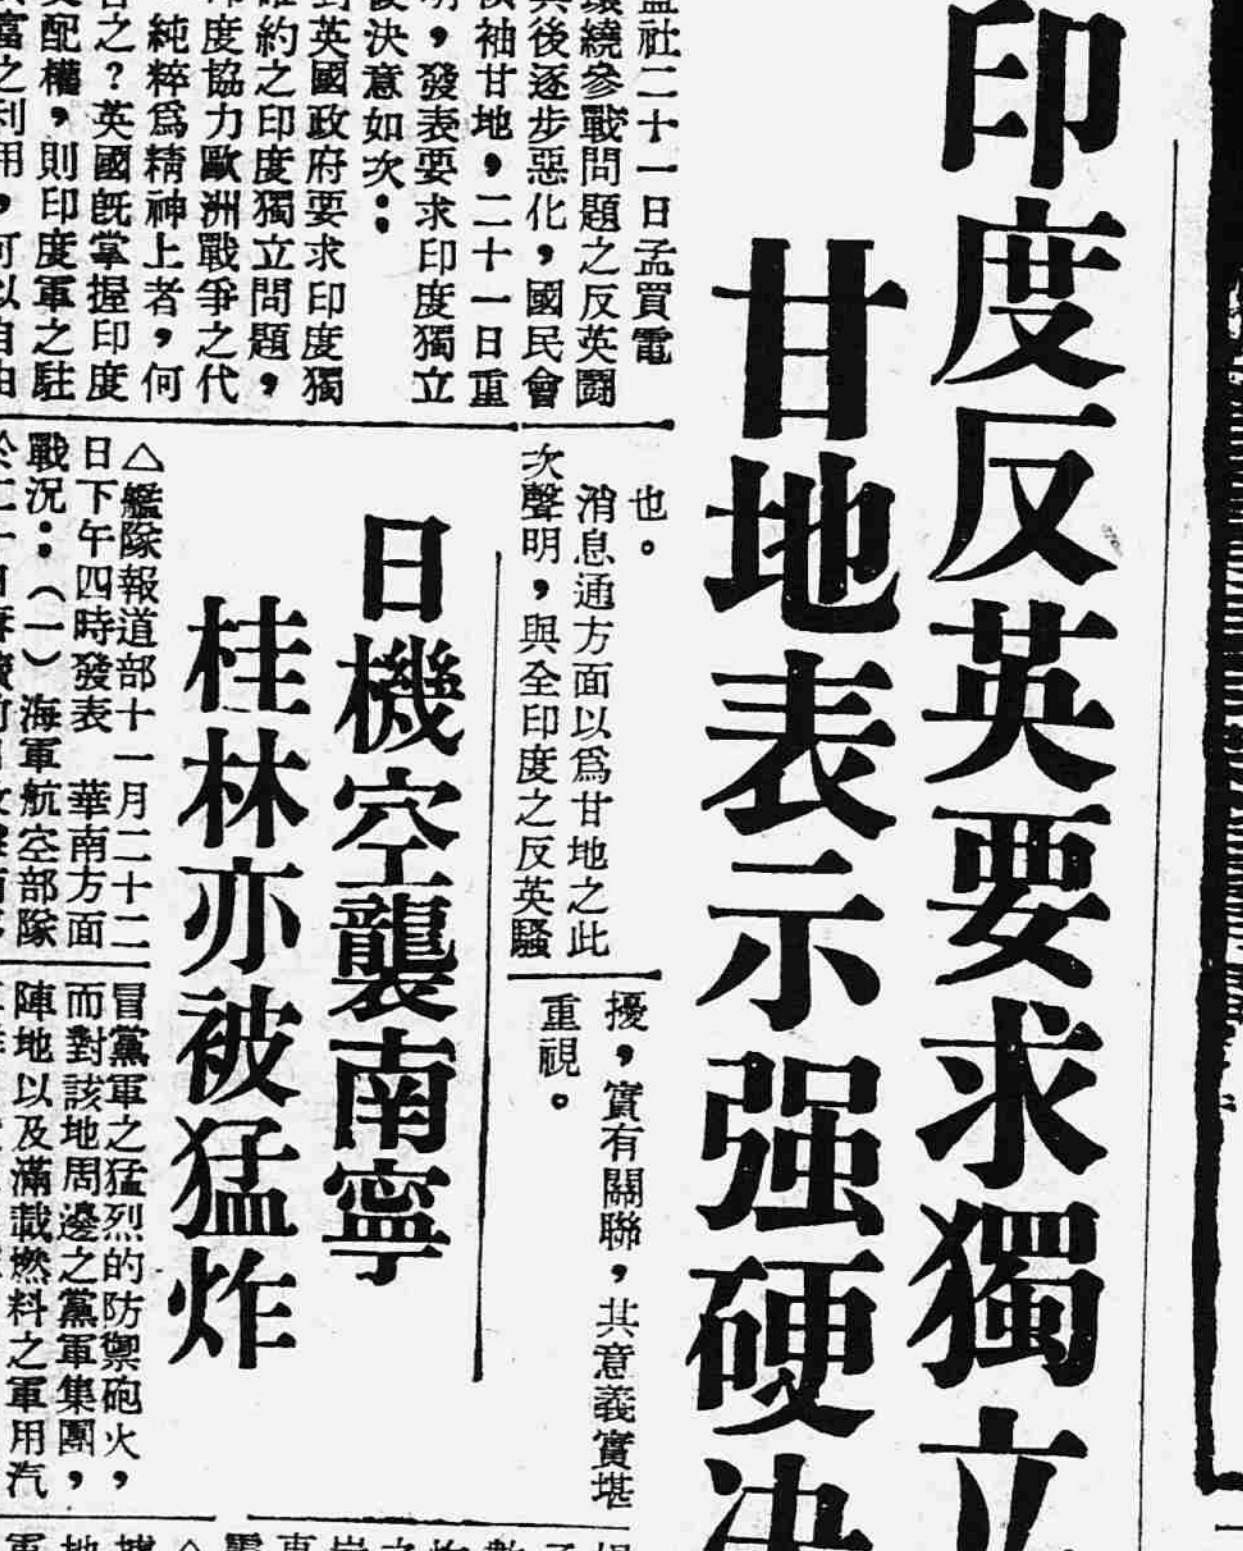 印度反英要求獨立
甘地表示强硬决
社二十一日孟買電
環繞參戰問題之反英鬪
其後逐步惡化，國民會
袖甘地，二十一日重
明，發表要求印度獨立
決意如次：
對英國政府要求印度獨
約之印度獨立問題，
度協力歐洲戰爭之代
純粹爲精神上者，何
之？英國旣掌握印度
支配權，則印度軍之駐
富之利用，可以自由
也。
消息通方面以爲甘地之此
次聲明，與全印度之反英騷
擾，實有關聯，其意義實堪
重視。
日機空襲南寧
桂林亦被猛炸
△艦隊報道部十一月二十二
日下午四時發表 華南方面
戰況：（一）海軍航空部隊
冒黨軍之猛烈的防禦砲火，
而對該地周邊之黨軍集團，
陣地以及滿載燃料之軍用汽